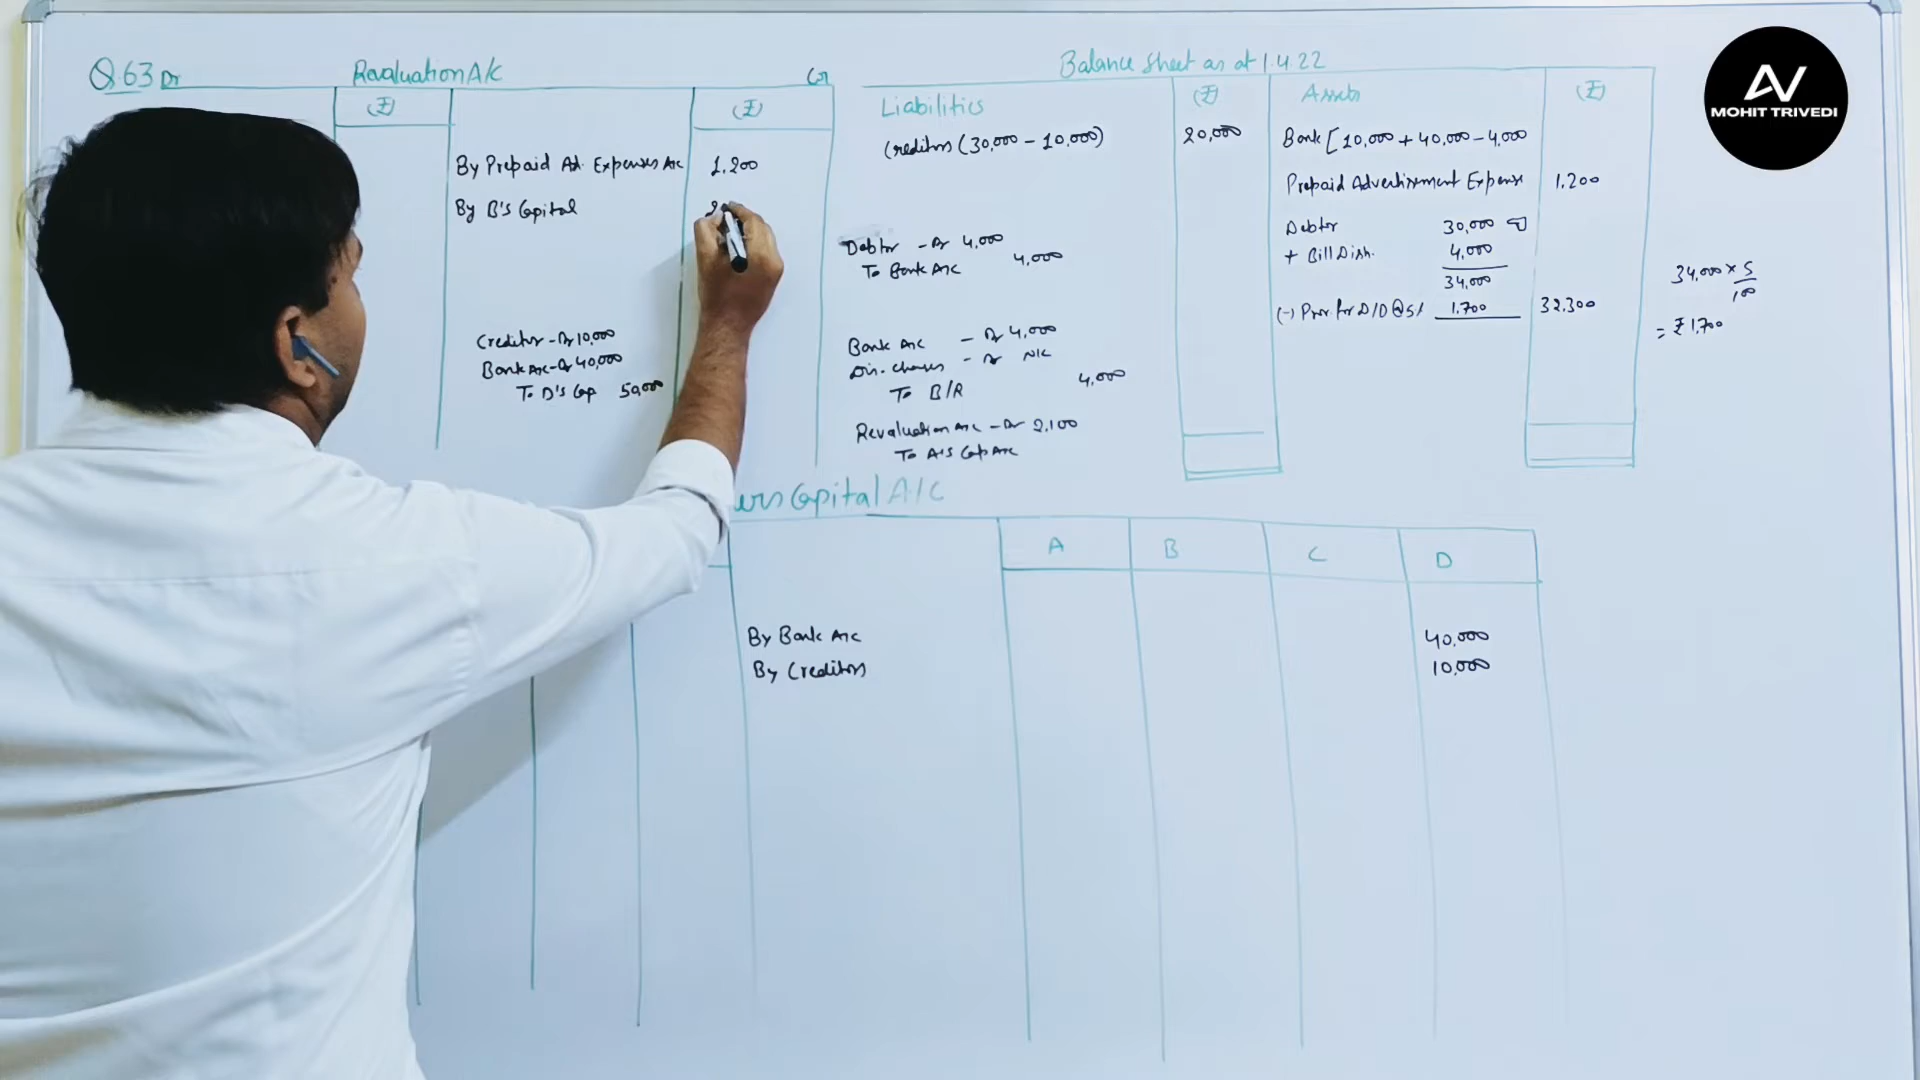 Q.63 Dr Revaluation A/c Cr
(₹) (₹)
By Prepaid Ad. Expenses A/c 1,200
By B's Capital
Creditor - Dr 10,000
Bank A/c - Dr 40,000
To D's Cap 50,000
Balance Sheet as at 1.4.22
Liabilities (₹) Assets (₹)
Creditors (30,000 - 10,000) 20,000 Bank [10,000 + 40,000 - 4,000
Prepaid Advertisement Expense 1,200
Debtor 30,000
+ Bill Dish. 4,000
34,000
(-) Prov. for D/D @ 5% 1,700 32,300
34,000 × 5
100
= ₹ 1,700
Debtor - Dr 4,000
To Bank A/c 4,000
Bank A/c - Dr 4,000
Dis. charges - Dr NIL
To B/R 4,000
Revaluation A/c - Dr 2,100
To A's Cap A/c
Capital A/C
A B C D
By Bank A/c 40,000
By Creditors 10,000
AV
MOHIT TRIVEDI